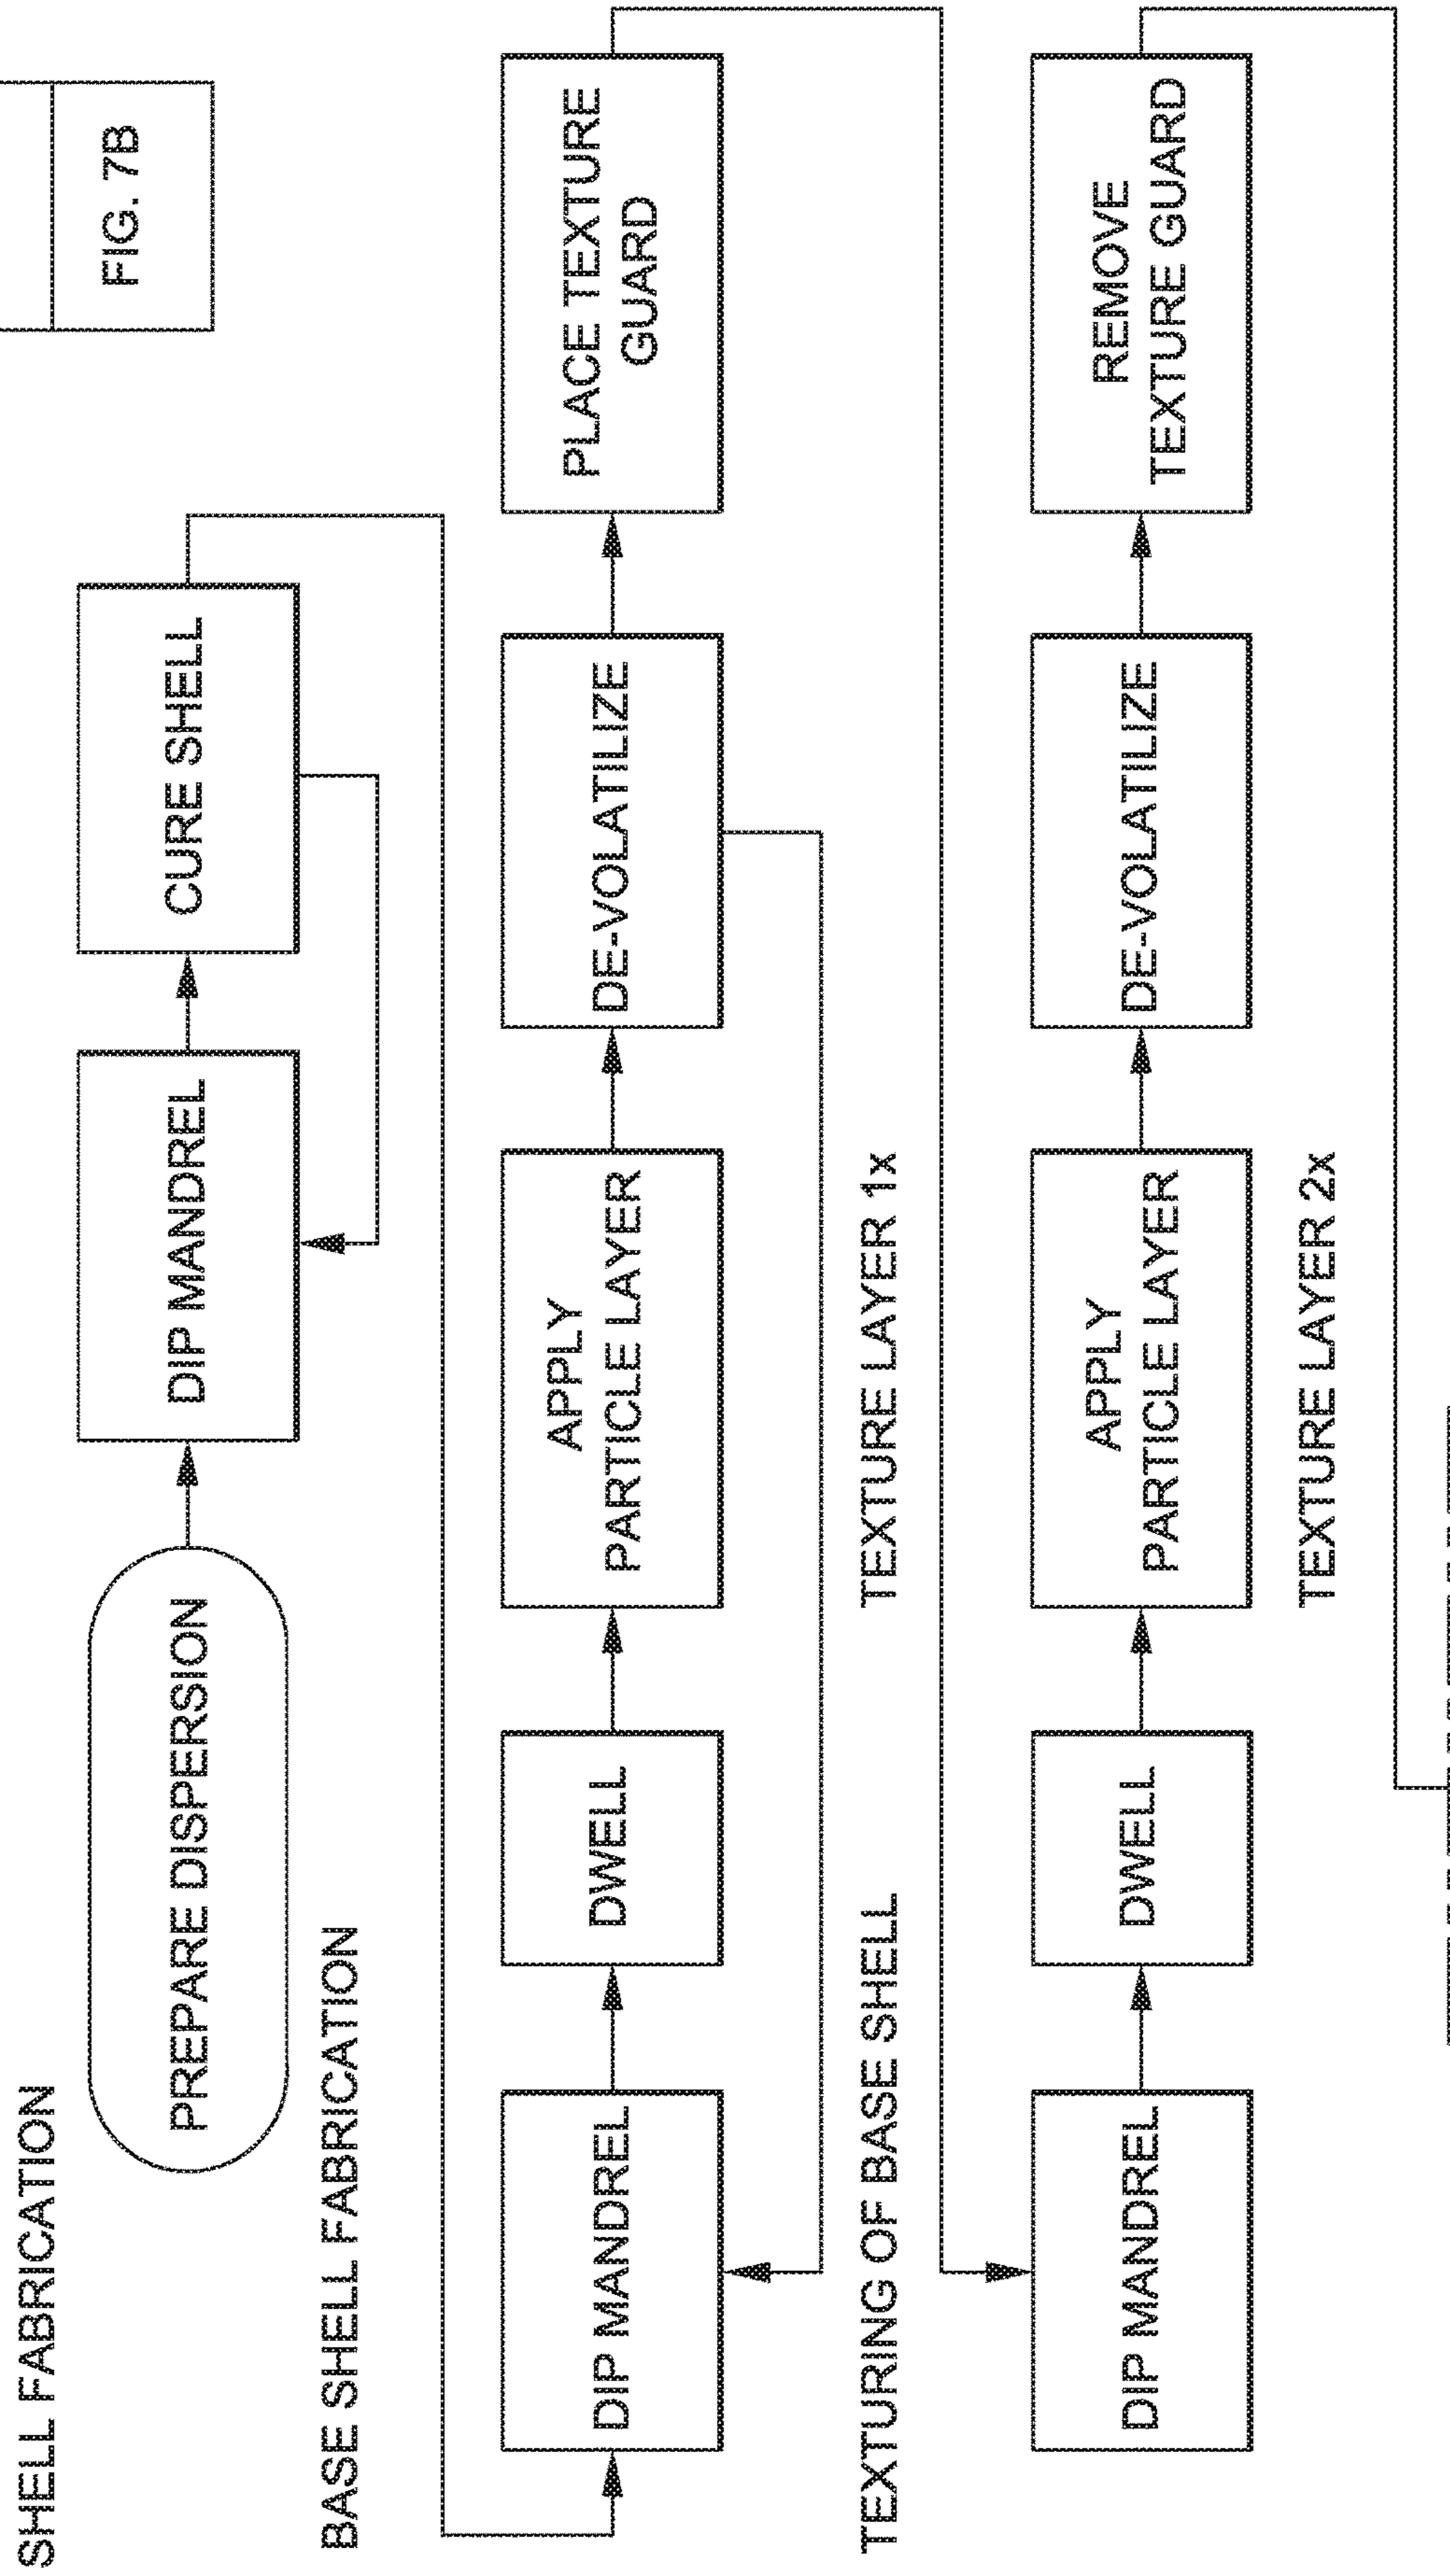 SHELL FABRICATION
FIG. 7B
PREPARE DISPERSION
DIP MANDREL
CURE SHELL
BASE SHELL FABRICATION
DIP MANDREL
DWELL
APPLY
PARTICLE LAYER
DE-VOLATILIZE
PLACE TEXTURE
GUARD
TEXTURING OF BASE SHELL
TEXTURE LAYER 1x
DIP MANDREL
DWELL
APPLY
PARTICLE LAYER
DE-VOLATILIZE
REMOVE
TEXTURE GUARD
TEXTURE LAYER 2x